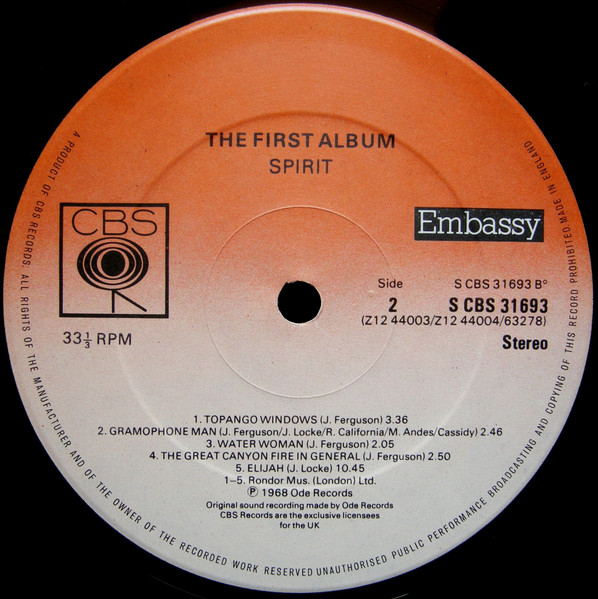 THE FIRST ALBUM
SPIRIT
CBS
Embassy
33⅓ RPM
Side
2
S CBS 31693 B°
S CBS 31693
(Z12 44003/Z12 44004/63278)
Stereo
1. TOPANGO WINDOWS (J. Ferguson) 3.36
2. GRAMOPHONE MAN (J. Ferguson/J. Locke/R. California/M. Andes/Cassidy) 2.46
3. WATER WOMAN (J. Ferguson) 2.05
4. THE GREAT CANYON FIRE IN GENERAL (J. Ferguson) 2.50
5. ELIJAH (J. Locke) 10.45
1–5. Rondor Mus. (London) Ltd.
℗ 1968 Ode Records
Original sound recording made by Ode Records
CBS Records are the exclusive licensees
for the UK
A PRODUCT OF CBS RECORDS. ALL RIGHTS OF THE MANUFACTURER AND OF THE OWNER OF THE RECORDED WORK RESERVED UNAUTHORISED PUBLIC PERFORMANCE BROADCASTING AND COPYING OF THIS RECORD PROHIBITED. MADE IN ENGLAND